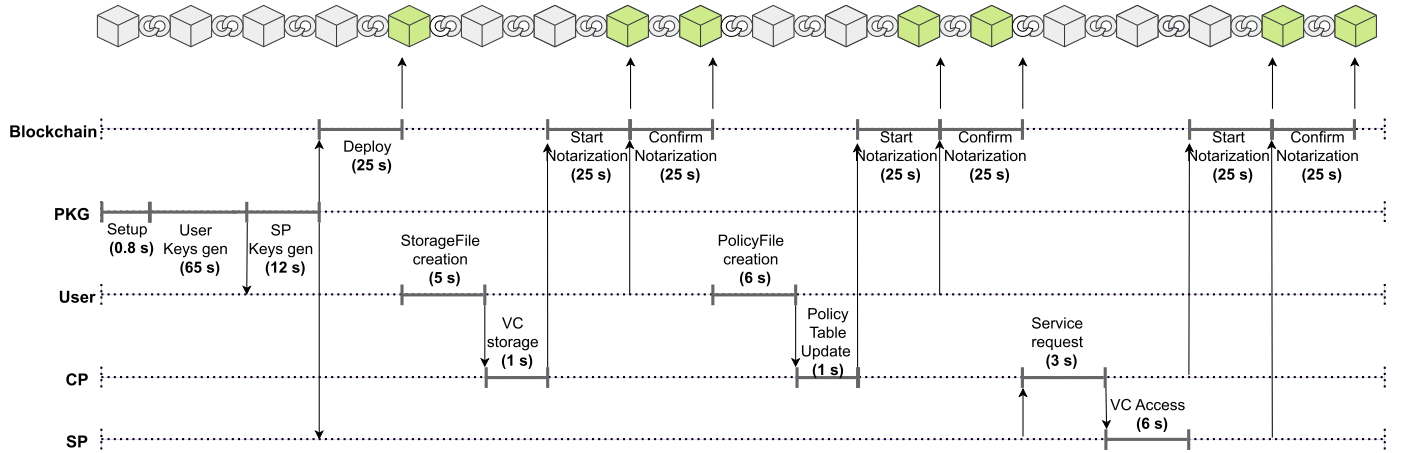 Blockchain
Deploy
(25 s)
Start
Notarization
(25 s)
Confirm
Notarization
(25 s)
Start
Notarization
(25 s)
Confirm
Notarization
(25 s)
Start
Notarization
(25 s)
Confirm
Notarization
(25 s)
PKG
Setup
(0.8 s)
User
Keys gen
(65 s)
SP
Keys gen
(12 s)
User
StorageFile
creation
(5 s)
PolicyFile
creation
(6 s)
CP
VC
storage
(1 s)
Policy
Table
Update
(1 s)
Service
request
(3 s)
SP
VC Access
(6 s)